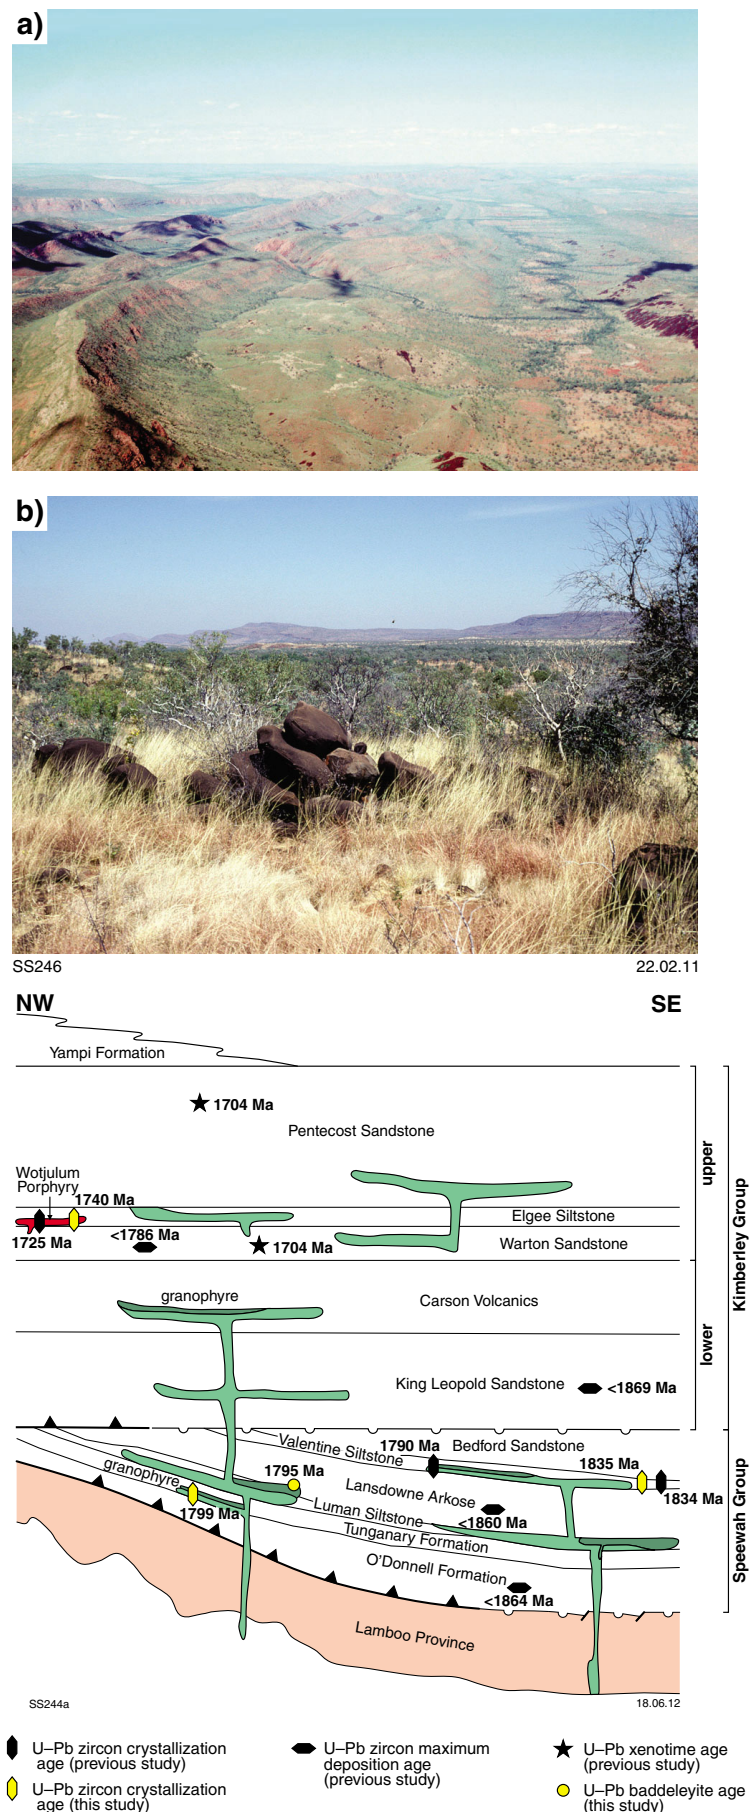 a)
b)
SS246
22.02.11
NW
SE
Yampi Formation
1704 Ma
Pentecost Sandstone
upper
Kimberley Group
Wotjulum
Porphyry
1740 Ma
Elgee Siltstone
1725 Ma
<1786 Ma
1704 Ma
Warton Sandstone
granophyre
Carson Volcanics
lower
King Leopold Sandstone
<1869 Ma
Valentine Siltstone
1790 Ma
Bedford Sandstone
1835 Ma
granophyre
1795 Ma
Lansdowne Arkose
1834 Ma
1799 Ma
Luman Siltstone
<1860 Ma
Tunganary Formation
O'Donnell Formation
<1864 Ma
Speewah Group
Lamboo Province
SS244a
18.06.12
U–Pb zircon crystallization
age (previous study)
U–Pb zircon crystallization
age (this study)
U–Pb zircon maximum
deposition age
(previous study)
U–Pb xenotime age
(previous study)
U–Pb baddeleyite age
(this study)